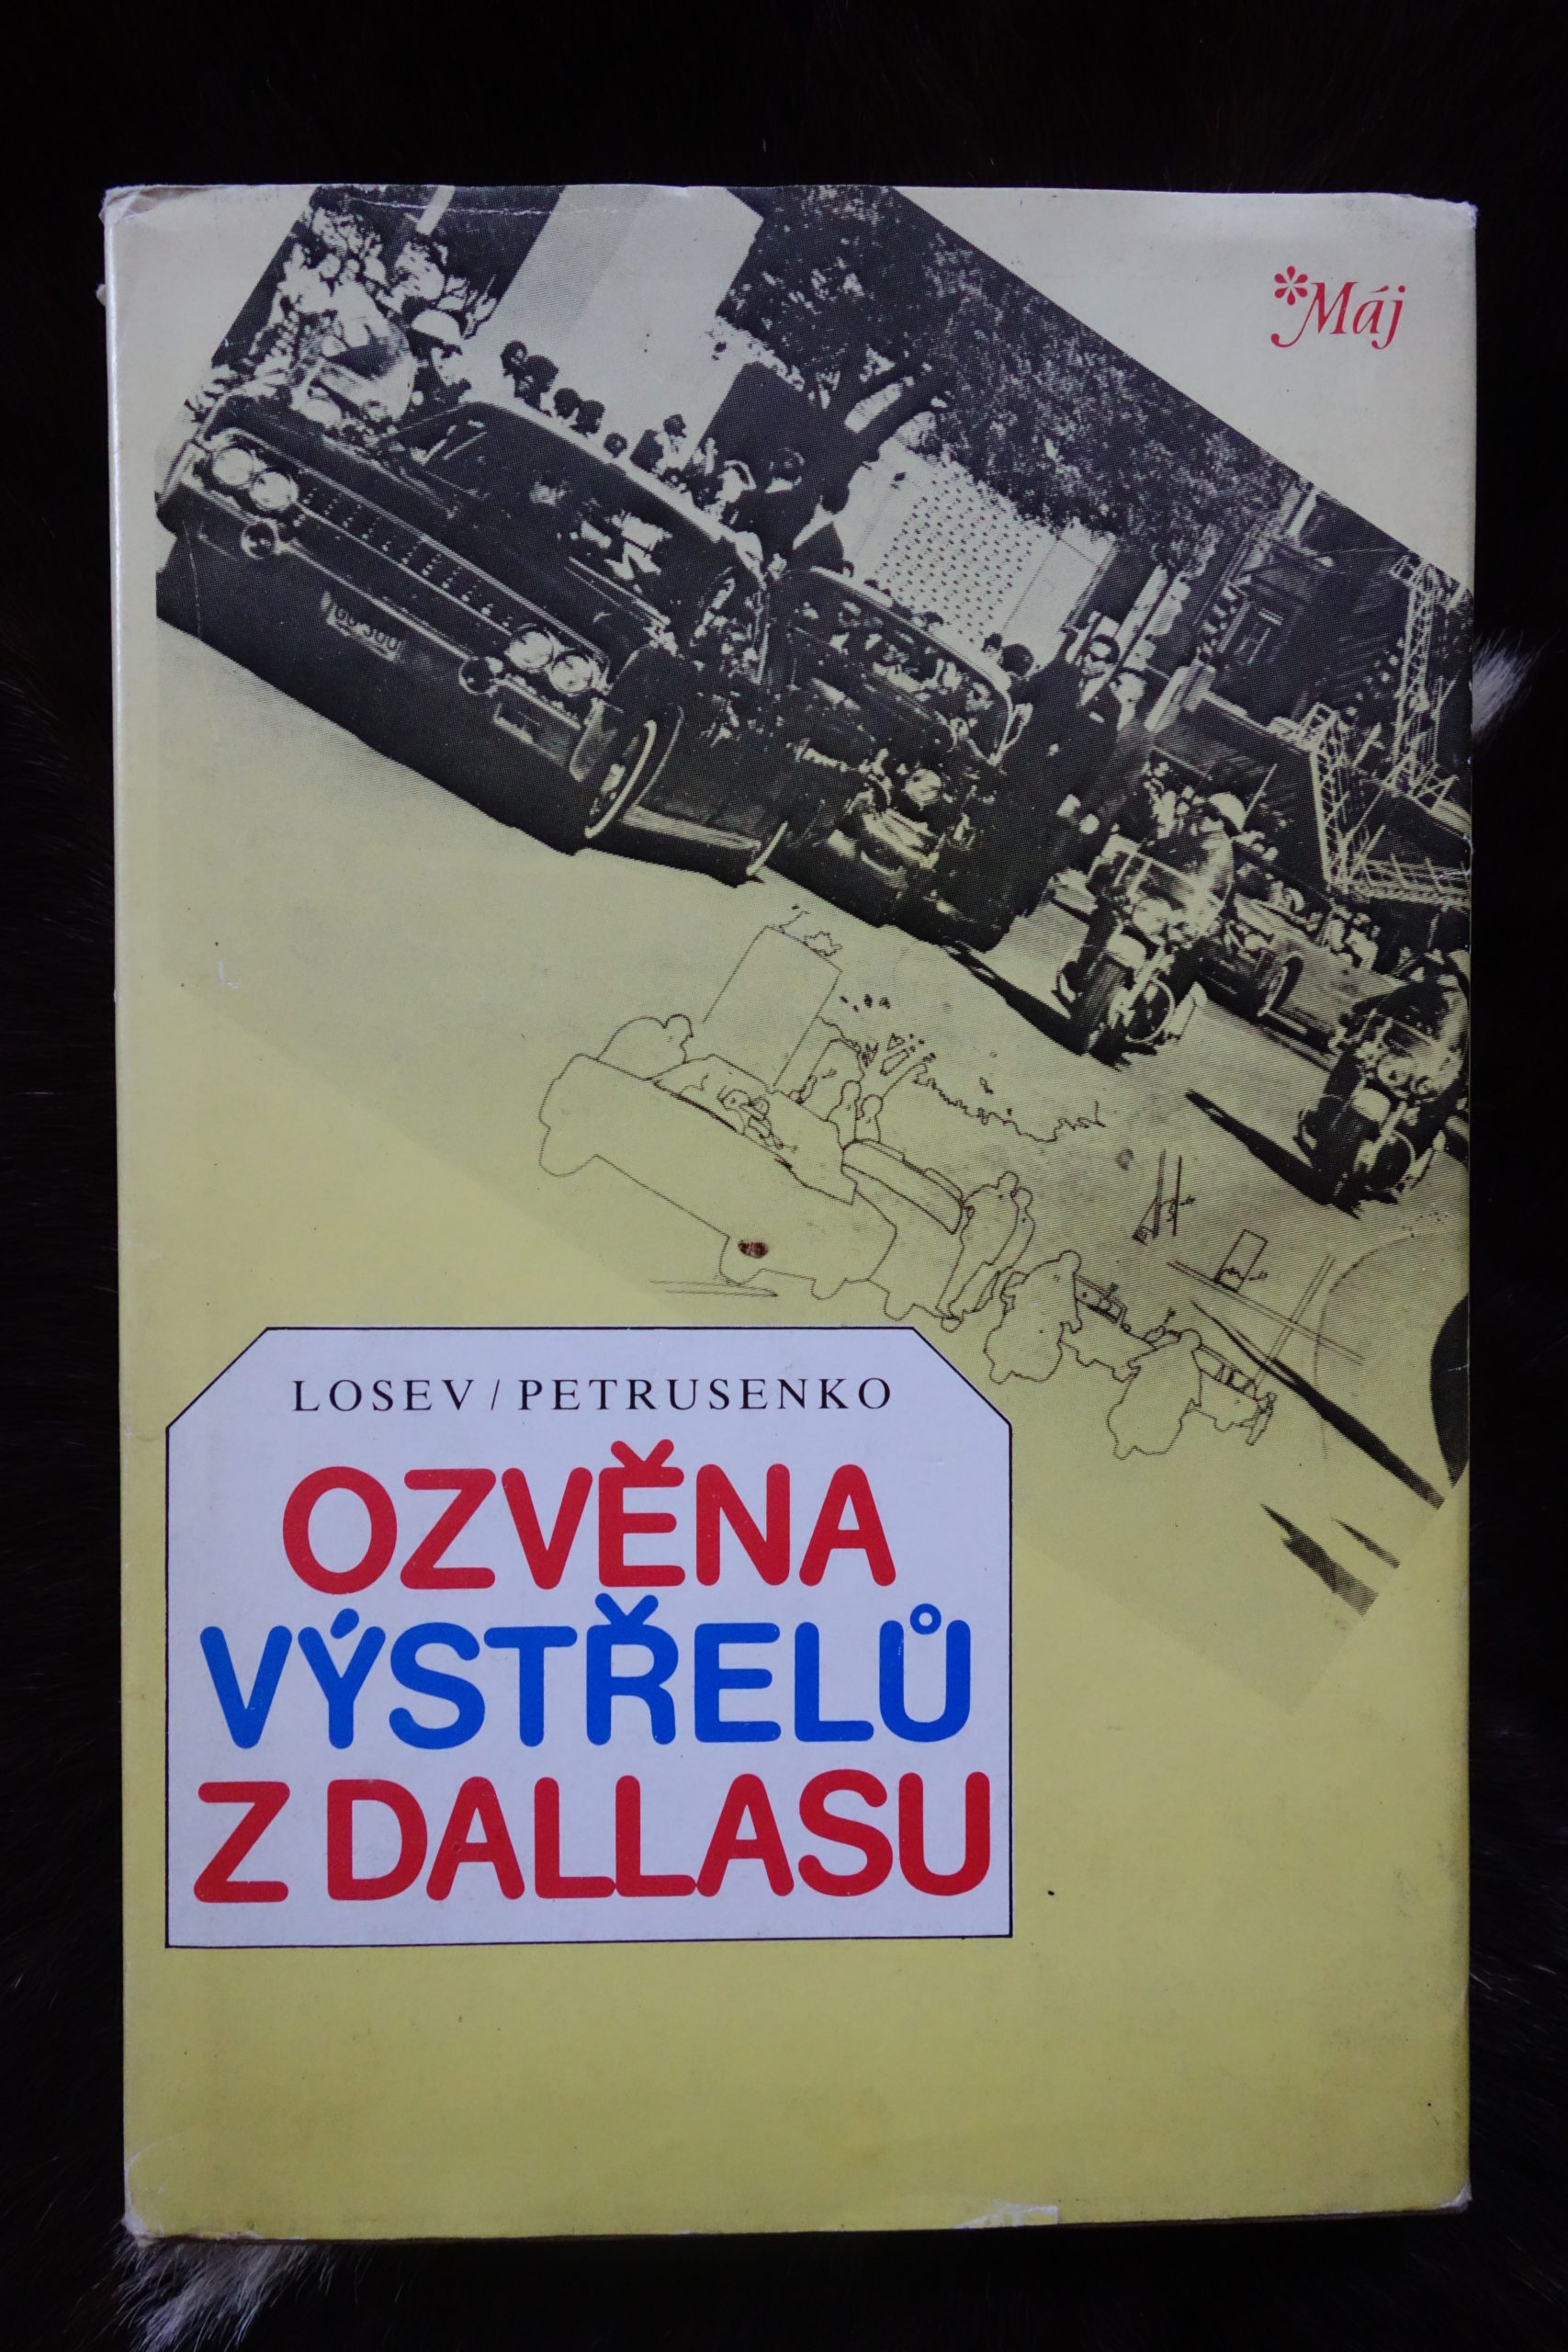 *Máj
LOSEV / PETRUSENKO
OZVĚNA
VÝSTŘELŮ
Z DALLASU